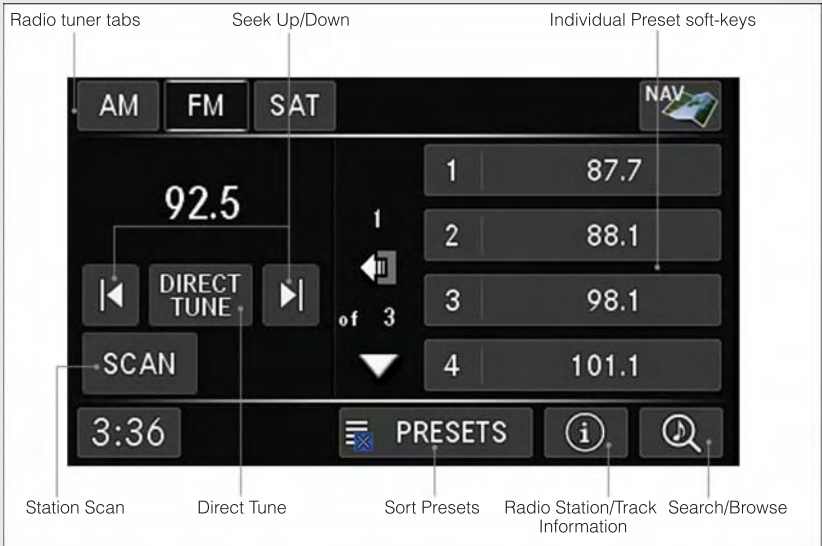 Radio tuner tabs
Seek Up/Down
Individual Preset soft-keys
AM
FM
SAT
NAV
92.5
DIRECT
TUNE
SCAN
1
of 3
1 87.7
2 88.1
3 98.1
4 101.1
3:36
PRESETS
i
Station Scan
Direct Tune
Sort Presets
Radio Station/Track
Information
Search/Browse